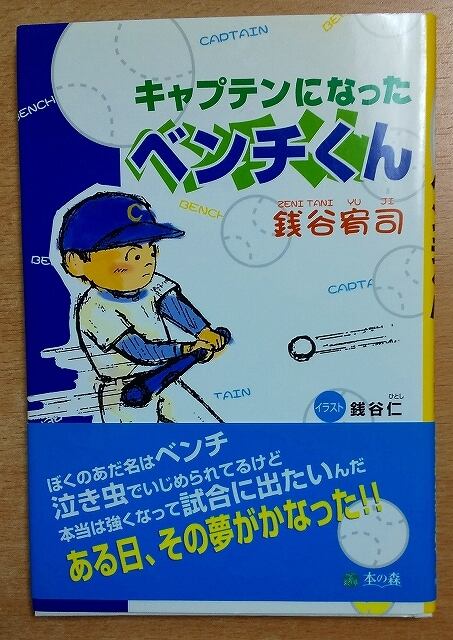 CAPTAIN
BE
BENCH
キャプテンになった
ベンチくん
BENCH
ZENI TANI YU JI
銭谷宥司
BE
CAPTA
TAIN
イラスト 銭谷仁
ひとし
ぼくのあだ名はベンチ
泣き虫でいじめられてるけど
本当は強くなって試合に出たいんだ
ある日、その夢がかなった!!
本の森